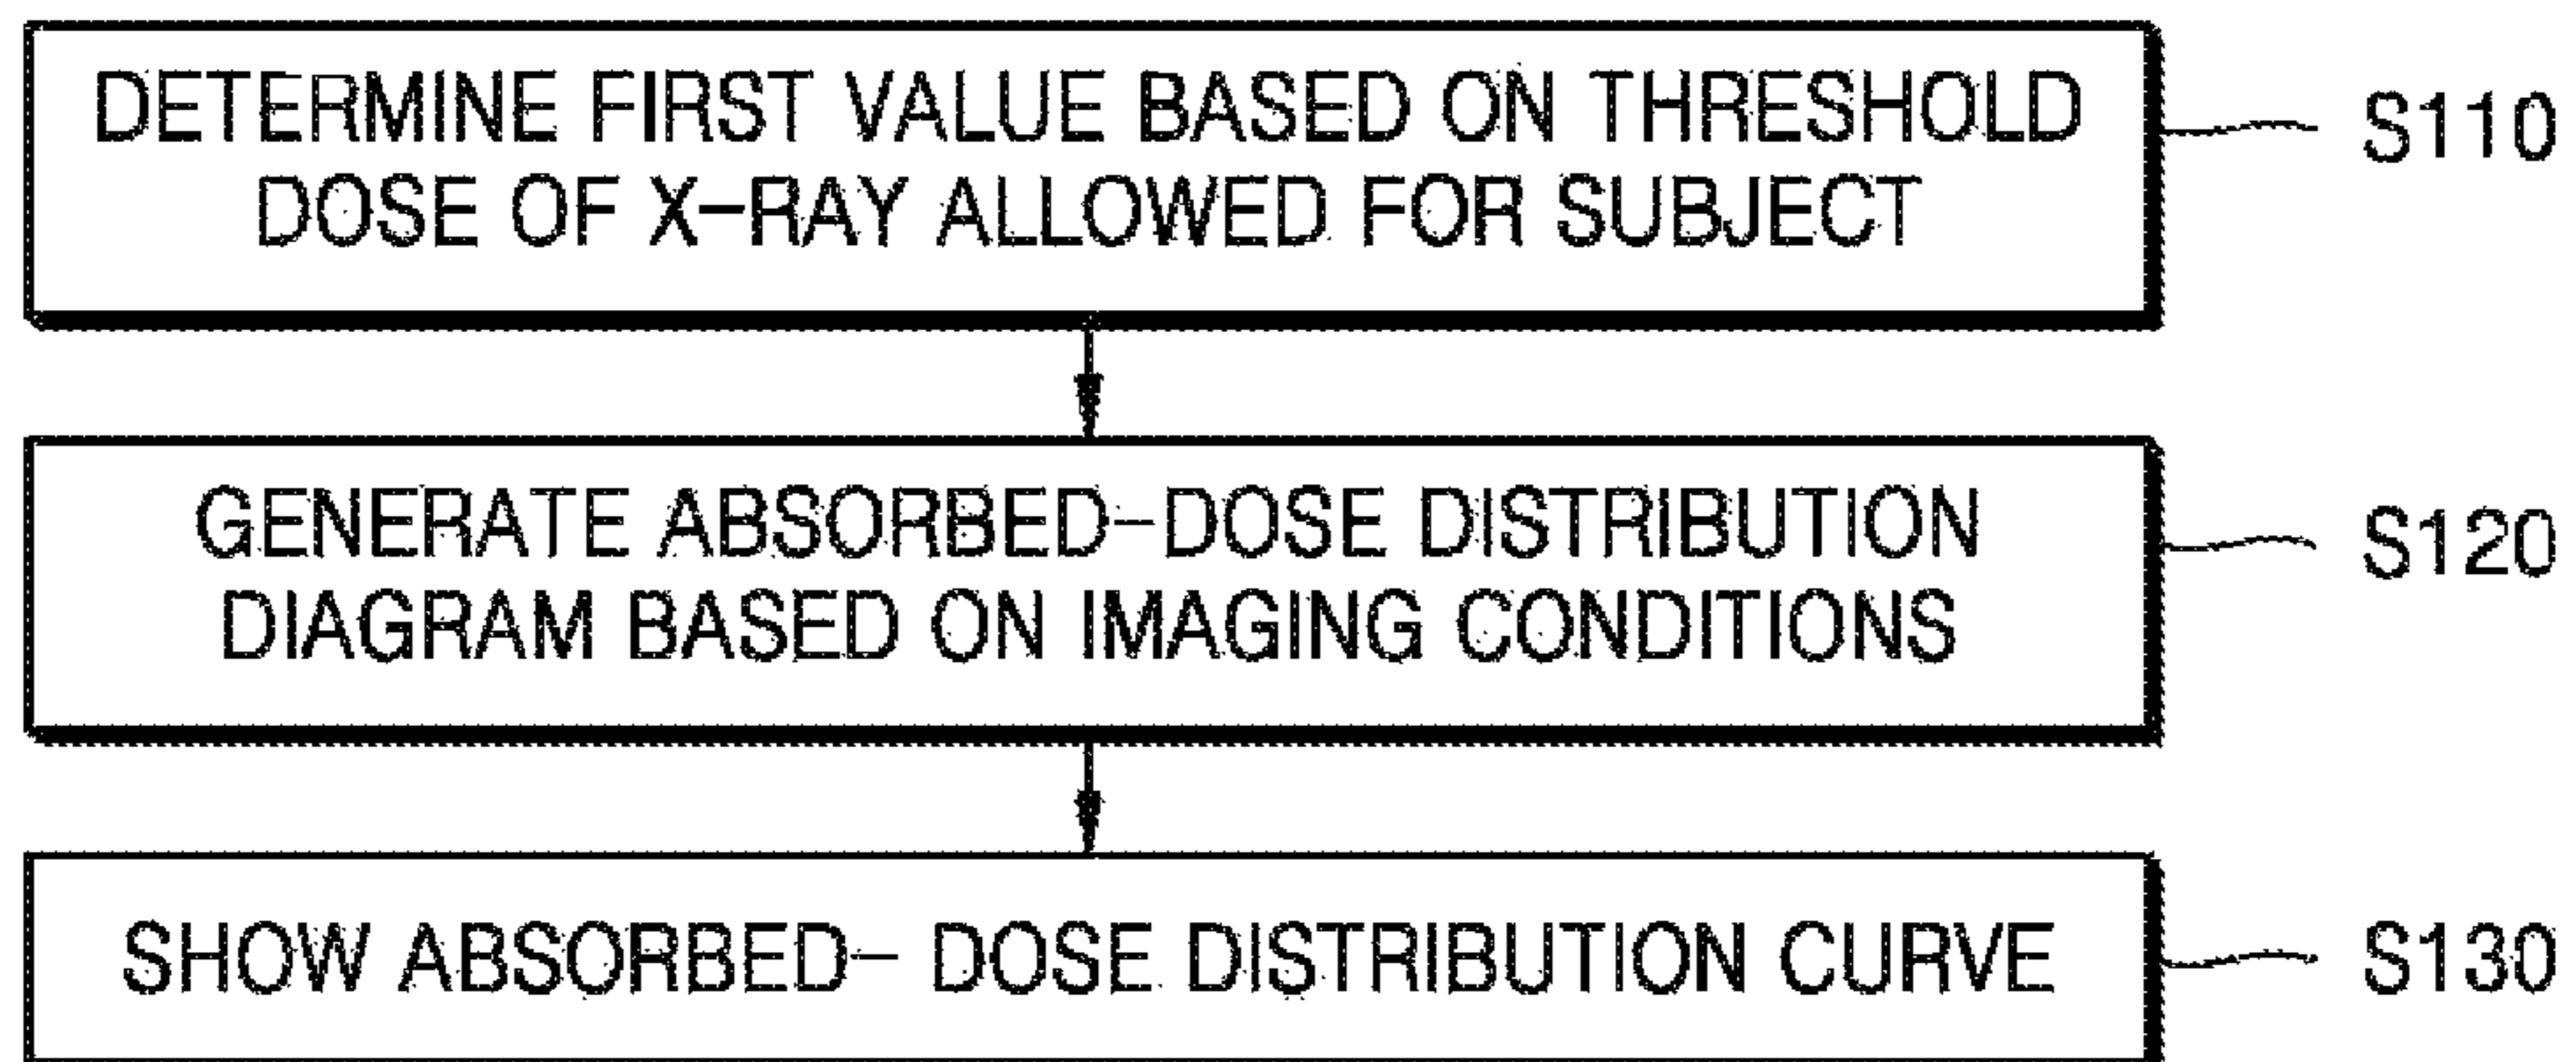 DETERMINE FIRST VALUE BASED ON THRESHOLD
DOSE OF X-RAY ALLOWED FOR SUBJECT
S110
GENERATE ABSORBED-DOSE DISTRIBUTION
DIAGRAM BASED ON IMAGING CONDITIONS
S120
SHOW ABSORBED- DOSE DISTRIBUTION CURVE
S130